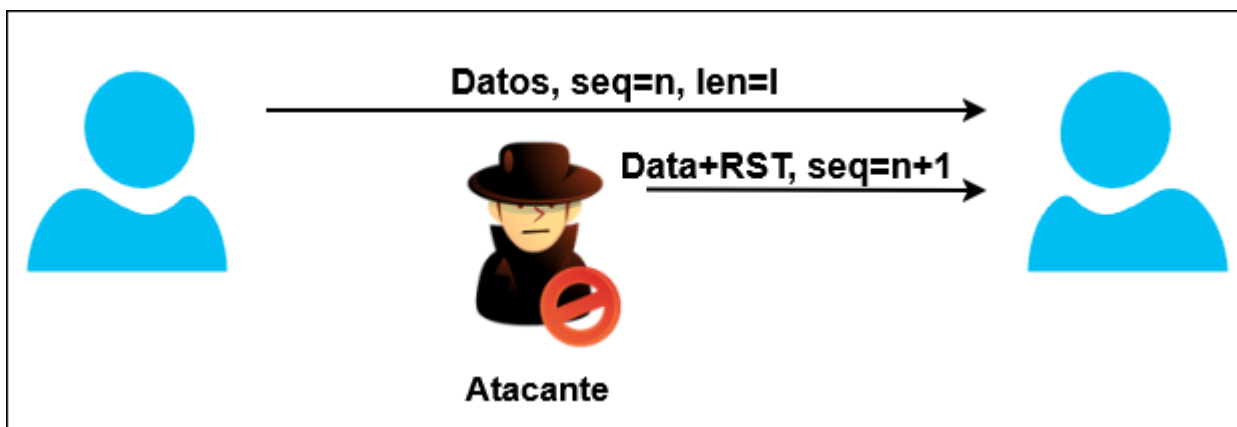 Datos, seq=n, len=l
Data+RST, seq=n+1
Atacante